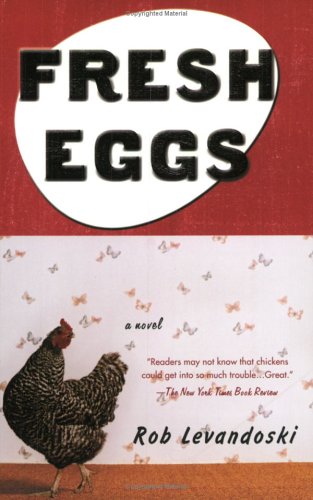 Copyrighted Material
FRESH
EGGS
a novel
"Readers may not know that chickens
could get into so much trouble...Great."
—The New York Times Book Review
Rob Levandoski